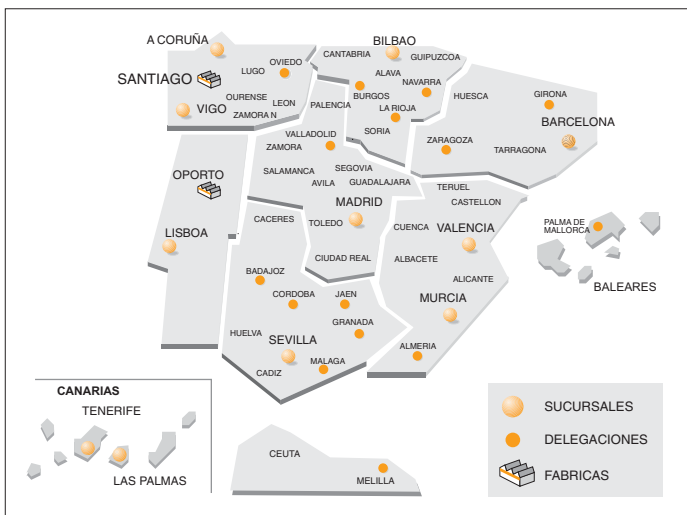 A CORUÑA
OVIEDO
LUGO
SANTIAGO
OURENSE
LEON
VIGO
ZAMORA N
CANTABRIA
BILBAO
GUIPUZCOA
ALAVA
NAVARRA
BURGOS
PALENCIA
LA RIOJA
SORIA
HUESCA
GIRONA
BARCELONA
ZARAGOZA
TARRAGONA
VALLADOLID
ZAMORA
SEGOVIA
SALAMANCA
AVILA
GUADALAJARA
MADRID
TOLEDO
CIUDAD REAL
OPORTO
LISBOA
CACERES
BADAJOZ
CORDOBA
JAEN
GRANADA
HUELVA
SEVILLA
MALAGA
CADIZ
TERUEL
CASTELLON
CUENCA
VALENCIA
ALBACETE
ALICANTE
MURCIA
ALMERIA
PALMA DE
MALLORCA
BALEARES
CANARIAS
TENERIFE
LAS PALMAS
CEUTA
MELILLA
SUCURSALES
DELEGACIONES
FABRICAS